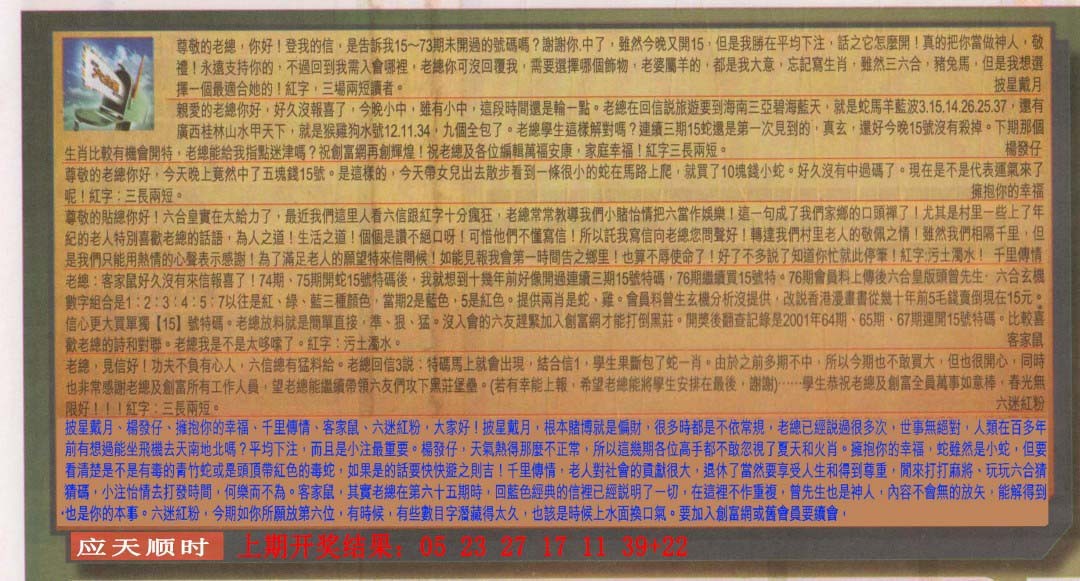 尊敬的老總，你好！登我的信，是告訴我15～73期未開過的號碼嗎？謝謝你.中了，雖然今晚又開15，但是我勝在平均下注，話之它怎麼開！真的把你當做神人，敬
禮！永遠支持你的，不過回到我需入會哪裡，老總你可沒回覆我，需要選擇哪個飾物，老婆屬羊的，都是我大意，忘記寫生肖，雖然三六合，豬兔馬，但是我想選
擇一個最適合她的！紅字，三場兩短讀者。 披星戴月
親愛的老總你好，好久沒報喜了，今晚小中，雖有小中，這段時間還是輸一點。老總在回信説旅遊要到海南三亞碧海藍天，就是蛇馬羊藍波3.15.14.26.25.37，還有
廣西桂林山水甲天下，就是猴雞狗水號12.11.34，九個全包了。老總學生這樣解對嗎？連續三期15蛇還是第一次見到的，真玄，還好今晚15號沒有殺掉。下期那個
生肖比較有機會開特，老總能給我指點迷津嗎？祝創富網再創輝煌！祝老總及各位編輯萬福安康，家庭幸福！紅字三長兩短。 楊發仔
尊敬的老總你好，今天晚上竟然中了五塊錢15號。是這樣的，今天帶女兒出去散步看到一條很小的蛇在馬路上爬，就買了10塊錢小蛇。好久沒有中過碼了。現在是不是代表運氣來了
呢！紅字：三長兩短。 擁抱你的幸福
尊敬的貼總你好！六合皇實在太給力了，最近我們這里人看六信跟紅字十分瘋狂，老總常常教導我們小賭怡情把六當作娛樂！這一句成了我們家鄉的口頭禪了！尤其是村里一些上了年
紀的老人特別喜歡老總的話語，為人之道！生活之道！個個是讚不絕口呀！可惜他們不懂寫信！所以託我寫信向老總您問聲好！轉達我們村里老人的敬佩之情！雖然我們相隔千里，但
是我們只能用熱情的心聲表示感謝！為了滿足老人的願望特來信問候！如能見報我會第一時間告之鄉里！也算不辱使命了！好了不多説了知道你忙就此停筆！紅字:污土濁水！ 千里傳情
老總：客家鼠好久沒有來信報喜了！74期、75期開蛇15號特碼後，我就想到十幾年前好像開過連續三期15號特碼，76期繼續買15號特。76期會員料上傳後六合皇版頭曾先生-六合玄機
數字組合是1：2：3：4：5：7以往是紅、綠、藍三種顏色，當期2是藍色，5是紅色。提供兩肖是蛇、雞。會員料曾生玄機分析沒提供，改説香港漫畫書從幾十年前5毛錢賣倒現在15元。
信心更大買單獨【15】號特碼。老總放料就是簡單直接，準、狠、猛。沒入會的六友趕緊加入創富網才能打倒黑莊。開獎後翻查記錄是2001年64期、65期、67期連開15號特碼。比較喜
歡老總的詩和對聯。老總我是不是太哆嗦了。紅字：污土濁水。 客家鼠
老總，見信好！功夫不負有心人，六信總有猛料給。老總回信3説：特碼馬上就會出現，結合信1，學生果斷包了蛇一肖。由於之前多期不中，所以今期也不敢買大，但也很開心，同時
也非常感謝老總及創富所有工作人員，望老總能繼續帶領六友們攻下黑莊堡壘。(若有幸能上報，希望老總能將學生安排在最後，謝謝)……學生恭祝老總及創富全員萬事如意棒，春光無
限好！！！紅字：三長兩短。 六迷紅粉
披星戴月、楊發仔、擁抱你的幸福、千里傳情、客家鼠、六迷紅粉，大家好！披星戴月，根本賭博就是偏財，很多時都是不依常規，老總已經説過很多次，世事無絕對，人類在百多年
前有想過能坐飛機去天南地北嗎？平均下注，而且是小注最重要。楊發仔，天氣熱得那麼不正常，所以這幾期各位高手都不敢忽視了夏天和火肖。擁抱你的幸福，蛇雖然是小蛇，但要
看清楚是不是有毒的青竹蛇或是頭頂帶紅色的毒蛇，如果是的話要快快遊之則吉！千里傳情，老人對社會的貢獻很大，退休了當然要享受人生和得到尊重，閒來打打麻將、玩玩六合猜
猜碼，小注怡情去打發時間，何樂而不為。客家鼠，其實老總在第六十五期時，回藍色經典的信裡已經説明了一切，在這裡不作重複，曾先生也是神人，內容不會無的放矢，能解得到
，也是你的本事。六迷紅粉，今期如你所願放第六位，有時候，有些數目字潛藏得太久，也該是時候上水面換口氣。要加入創富網或舊會員要續會，
应天顺时 上期开奖结果：05 23 27 17 11 39+22